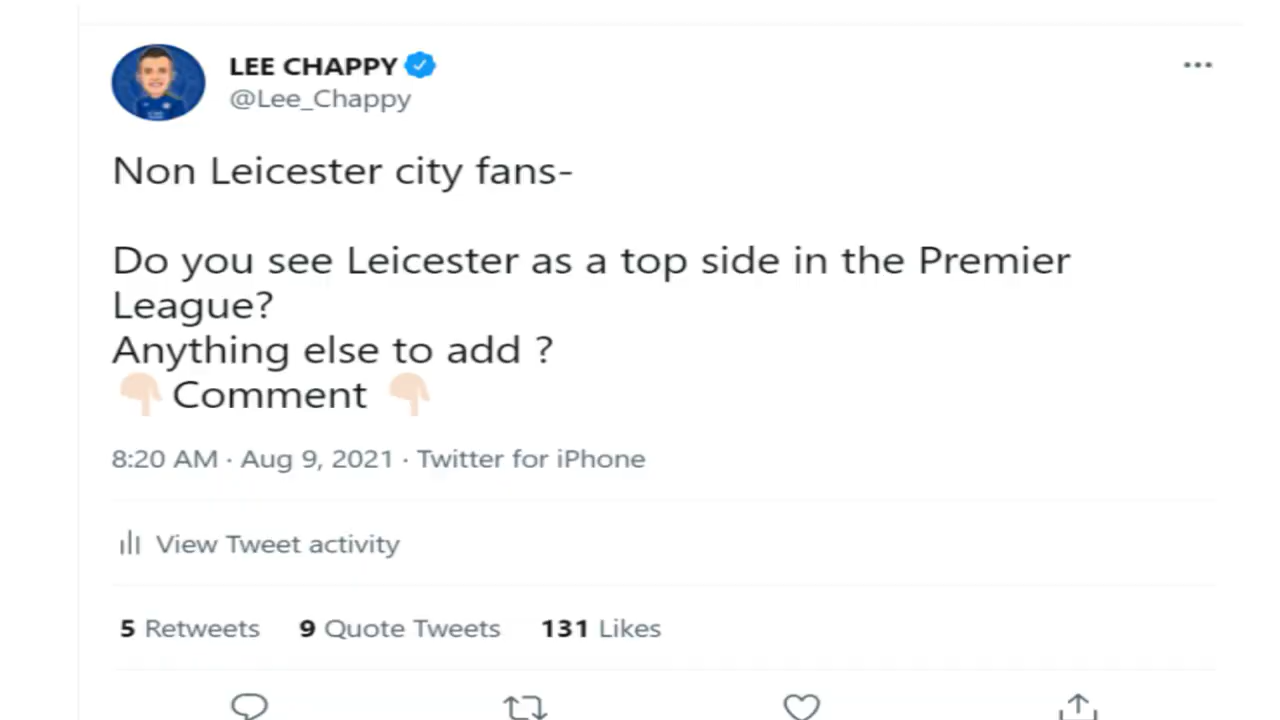 LEE CHAPPY
@Lee_Chappy
Non Leicester city fans-
Do you see Leicester as a top side in the Premier
League?
Anything else to add ?
👇🏻 Comment 👇🏻
8:20 AM · Aug 9, 2021 · Twitter for iPhone
View Tweet activity
5 Retweets 9 Quote Tweets 131 Likes